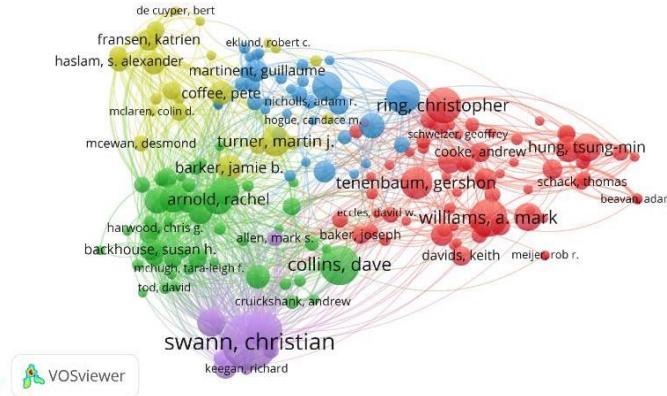 de cuyper, bert
fransen, katrien
eklund, robert c.
haslam, s. alexander
martinent, guillaume
coffee, pete
nicholls, adam r.
ring, christopher
mclaren, colin d.
hogue, candace m.
schweizer, geoffrey
turner, martin j.
cooke, andrew
hung, tsung-min
mcewan, desmond
barker, jamie b.
tenenbaum, gershon
schack, thomas
arnold, rachel
beavan, adam
eccles, david w.
williams, a. mark
harwood, chris g.
allen, mark s.
baker, joseph
backhouse, susan h.
davids, keith
meijer, rob r.
mchugh, tara-leigh f.
collins, dave
tod, david
cruickshank, andrew
swann, christian
keegan, richard
VOSviewer